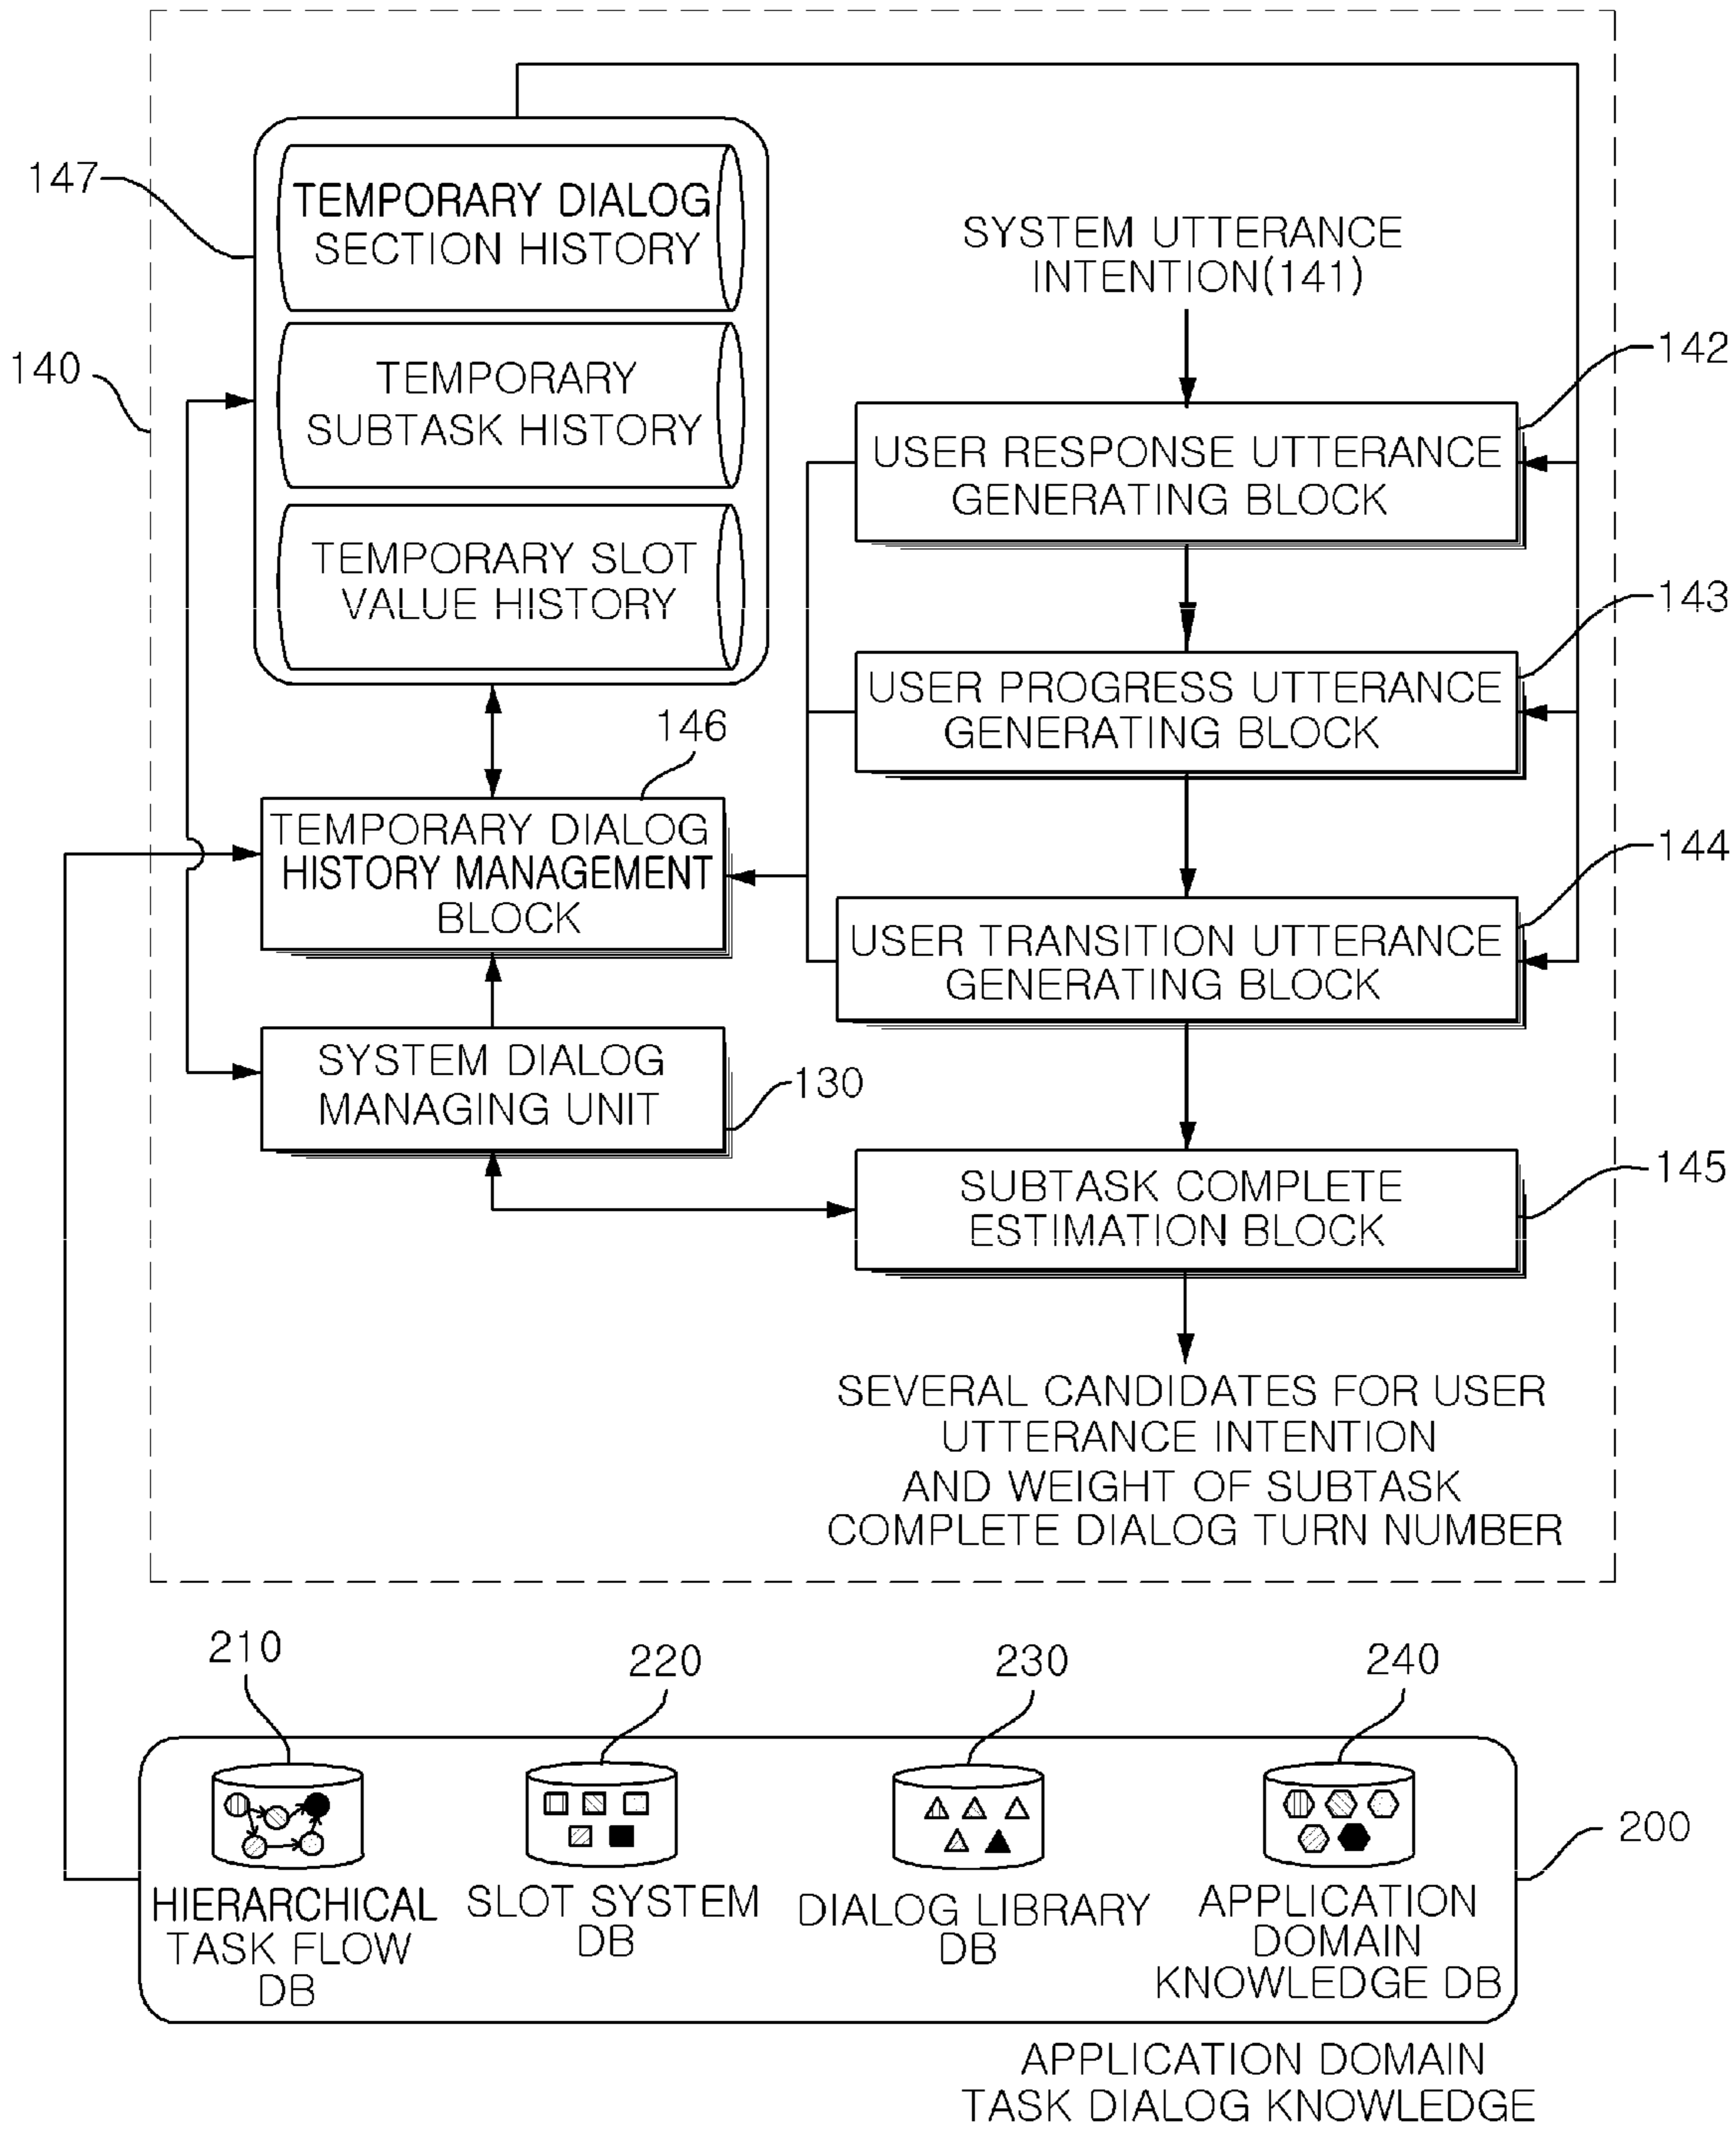 147
TEMPORARY DIALOG
SECTION HISTORY
TEMPORARY
SUBTASK HISTORY
TEMPORARY SLOT
VALUE HISTORY
140
SYSTEM UTTERANCE
INTENTION(141)
142
USER RESPONSE UTTERANCE
GENERATING BLOCK
143
USER PROGRESS UTTERANCE
GENERATING BLOCK
146
TEMPORARY DIALOG
HISTORY MANAGEMENT
BLOCK
144
USER TRANSITION UTTERANCE
GENERATING BLOCK
SYSTEM DIALOG
MANAGING UNIT
130
145
SUBTASK COMPLETE
ESTIMATION BLOCK
SEVERAL CANDIDATES FOR USER
UTTERANCE INTENTION
AND WEIGHT OF SUBTASK
COMPLETE DIALOG TURN NUMBER
210
220
230
240
200
HIERARCHICAL
TASK FLOW
DB
SLOT SYSTEM
DB
DIALOG LIBRARY
DB
APPLICATION
DOMAIN
KNOWLEDGE DB
APPLICATION DOMAIN
TASK DIALOG KNOWLEDGE